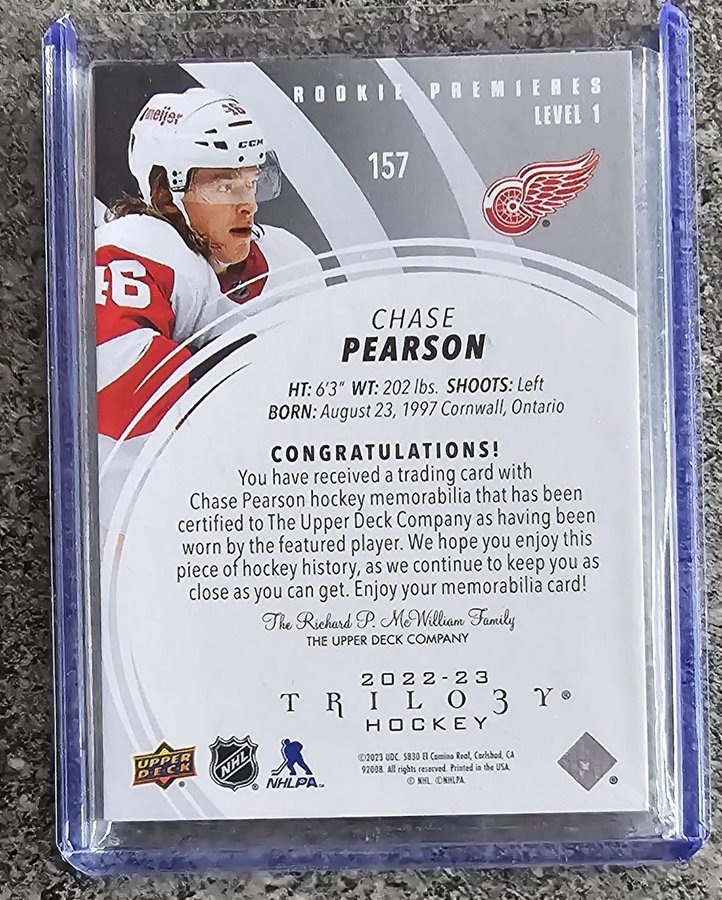 ROOKIE PREMIERES
LEVEL 1
157
meijer
46
CCM
46
CHASE
PEARSON
HT: 6'3" WT: 202 lbs. SHOOTS: Left
BORN: August 23, 1997 Cornwall, Ontario
CONGRATULATIONS!
You have received a trading card with
Chase Pearson hockey memorabilia that has been
certified to The Upper Deck Company as having been
worn by the featured player. We hope you enjoy this
piece of hockey history, as we continue to keep you as
close as you can get. Enjoy your memorabilia card!
The Richard P. McWilliam Family
THE UPPER DECK COMPANY
2022-23
TRILO3Y®
HOCKEY
UPPER DECK
NHL
NHLPA
©2023 UDC. 5830 El Camino Real, Carlsbad, CA
92008. All rights reserved. Printed in the USA.
© NHL. ©NHLPA.